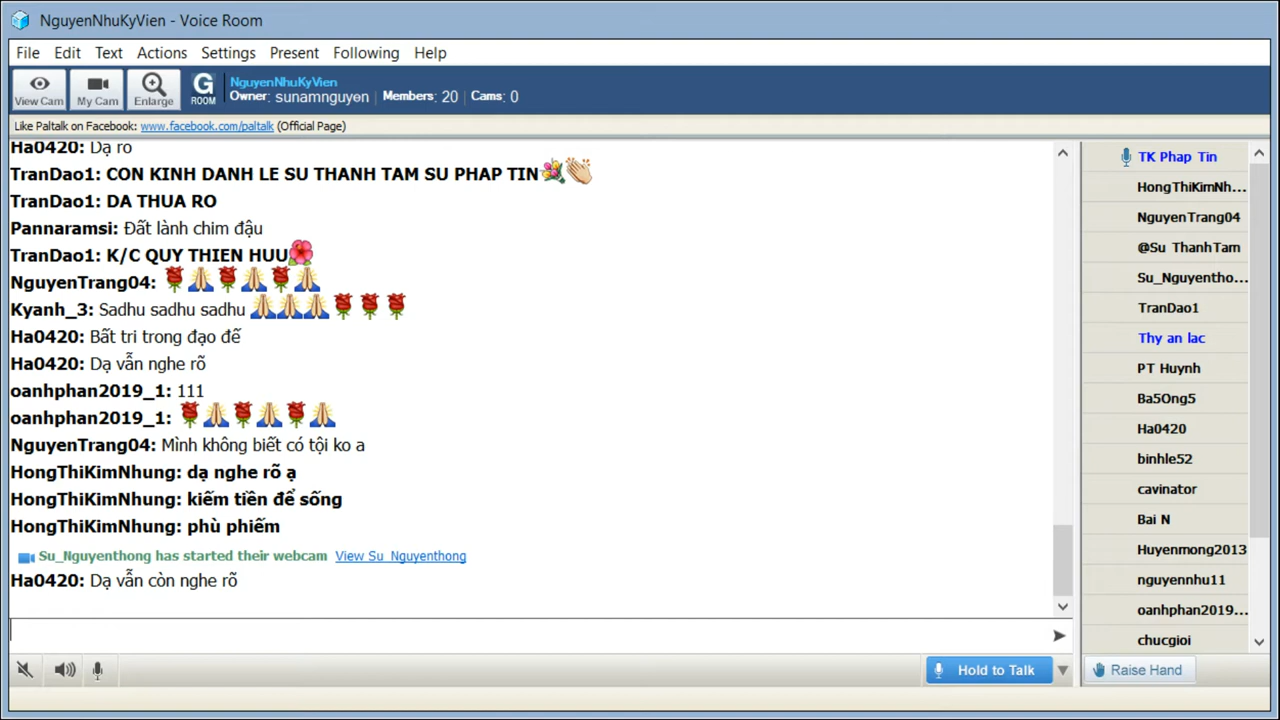 NguyenNhuKyVien - Voice Room
File Edit Text Actions Settings Present Following Help
View Cam My Cam Enlarge G ROOM
NguyenNhuKyVien
Owner: sunamnguyen Members: 20 Cams: 0
Like Paltalk on Facebook: www.facebook.com/paltalk (Official Page)
Ha0420: Dạ rõ
TranDao1: CON KINH DANH LE SU THANH TAM SU PHAP TIN
TranDao1: DA THUA RO
Pannaramsi: Đất lành chim đậu
TranDao1: K/C QUY THIEN HUU
NguyenTrang04:
Kyanh_3: Sadhu sadhu sadhu
Ha0420: Bất tri trong đạo đế
Ha0420: Dạ vẫn nghe rõ
oanhphan2019_1: 111
oanhphan2019_1:
NguyenTrang04: Mình không biết có tội ko a
HongThiKimNhung: dạ nghe rõ ạ
HongThiKimNhung: kiếm tiền để sống
HongThiKimNhung: phù phiếm
Su_Nguyenthong has started their webcam View Su_Nguyenthong
Ha0420: Dạ vẫn còn nghe rõ
Hold to Talk
TK Phap Tin
HongThiKimNh...
NguyenTrang04
@Su ThanhTam
Su_Nguyentho...
TranDao1
Thy an lac
PT Huynh
Ba5Ong5
Ha0420
binhle52
cavinator
Bai N
Huyenmong2013
nguyennhu11
oanhphan2019...
chucgioi
Raise Hand